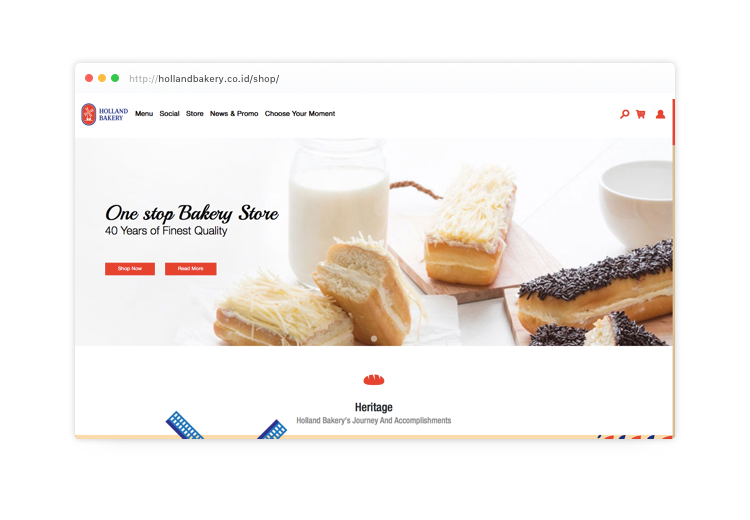 http://hollandbakery.co.id/shop/
HOLLAND
BAKERY
Menu Social Store News & Promo Choose Your Moment
One stop Bakery Store
40 Years of Finest Quality
Shop Now Read More
Heritage
Holland Bakery's Journey And Accomplishments